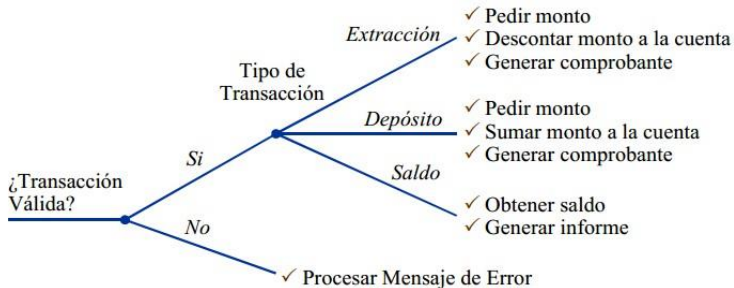 Extracción
✓ Pedir monto
✓ Descontar monto a la cuenta
✓ Generar comprobante
Tipo de
Transacción
Depósito
✓ Pedir monto
✓ Sumar monto a la cuenta
✓ Generar comprobante
Si
Saldo
✓ Obtener saldo
✓ Generar informe
¿Transacción
Válida?
No
✓ Procesar Mensaje de Error